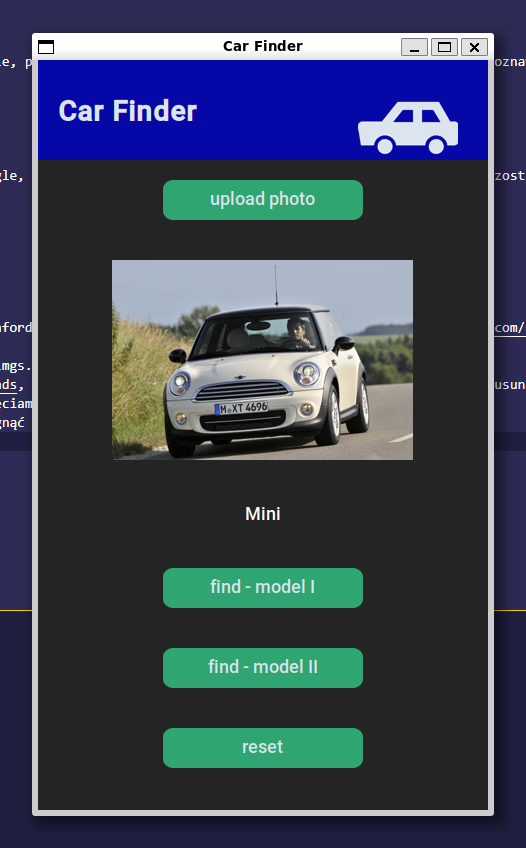 Car Finder
le, p
ozna
Car Finder
gle,
zost
upload photo
nford
com/
imgs.
M XT 4696
nds,
usun
eciam
gnąć
Mini
find - model I
find - model II
reset